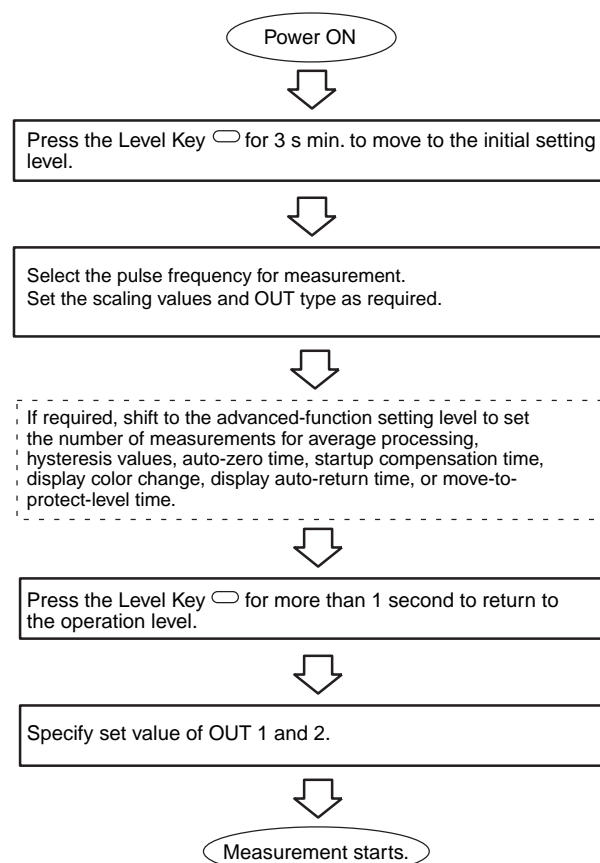 Power ON
Press the Level Key for 3 s min. to move to the initial setting
level.
Select the pulse frequency for measurement.
Set the scaling values and OUT type as required.
If required, shift to the advanced-function setting level to set
the number of measurements for average processing,
hysteresis values, auto-zero time, startup compensation time,
display color change, display auto-return time, or move-to-
protect-level time.
Press the Level Key for more than 1 second to return to
the operation level.
Specify set value of OUT 1 and 2.
Measurement starts.